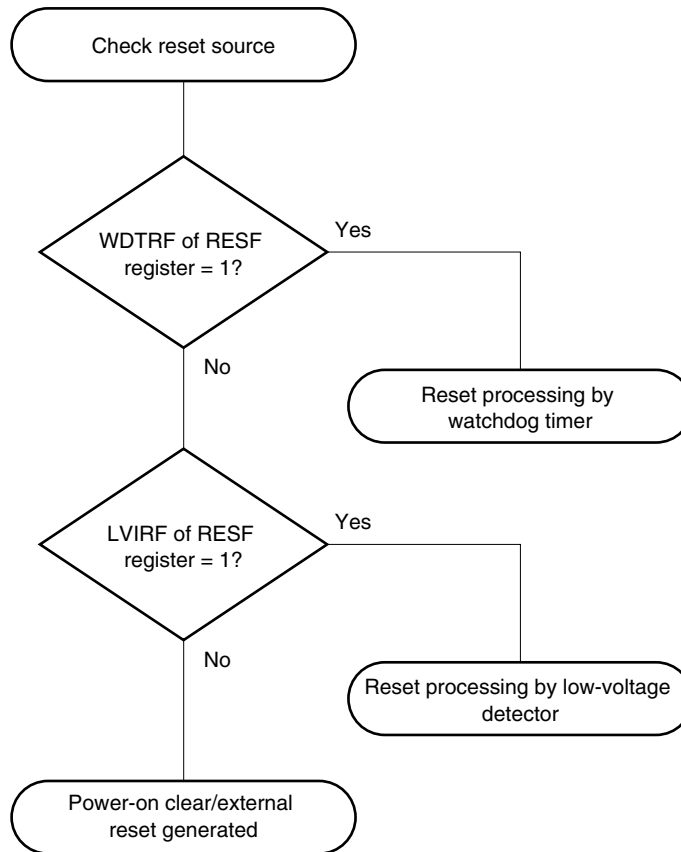 Check reset source
WDTRF of RESF
register = 1?
Yes
No
Reset processing by
watchdog timer
LVIRF of RESF
register = 1?
Yes
No
Reset processing by low-voltage
detector
Power-on clear/external
reset generated